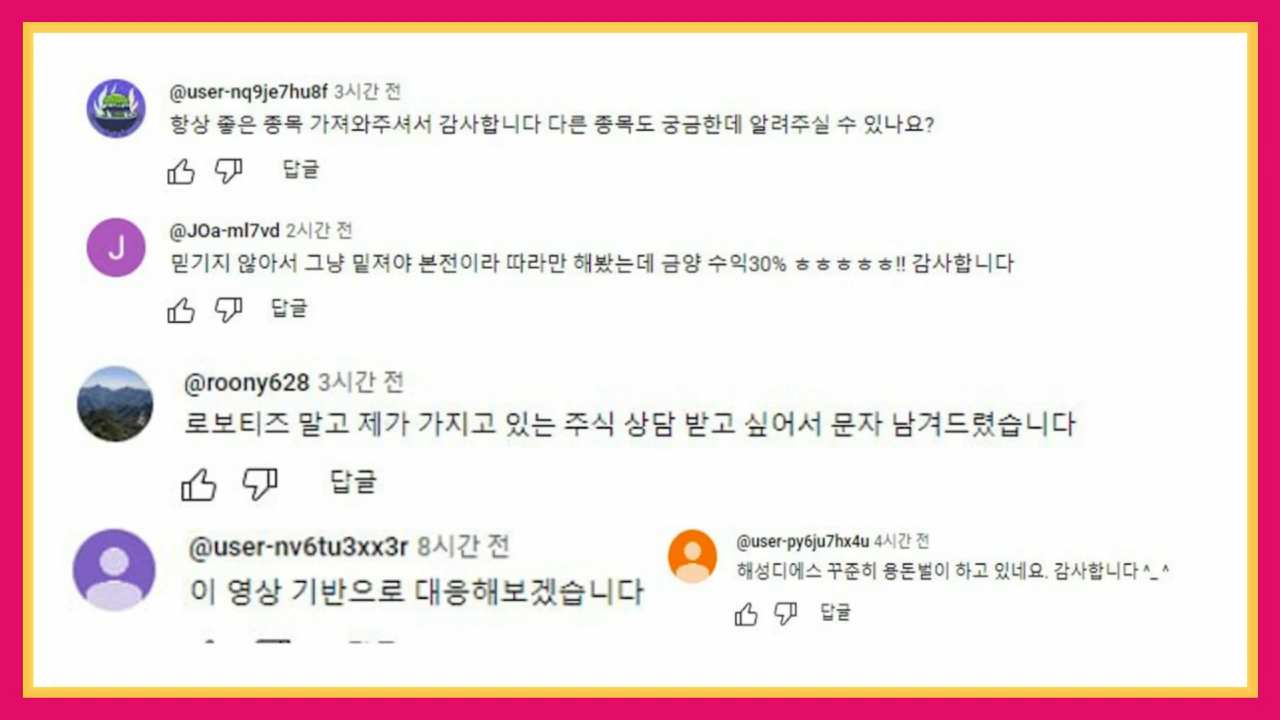 @user-nq9je7hu8f 3시간 전
항상 좋은 종목 가져와주셔서 감사합니다 다른 종목도 궁금한데 알려주실 수 있나요?
답글
J
@JOa-ml7vd 2시간 전
믿기지 않아서 그냥 밑져야 본전이라 따라만 해봤는데 금양 수익30% ㅎㅎㅎㅎㅎ!! 감사합니다
답글
@roony628 3시간 전
로보티즈 말고 제가 가지고 있는 주식 상담 받고 싶어서 문자 남겨드렸습니다
답글
@user-nv6tu3xx3r 8시간 전
이 영상 기반으로 대응해보겠습니다
@user-py6ju7hx4u 4시간 전
해성디에스 꾸준히 용돈벌이 하고 있네요. 감사합니다 ^_^
답글